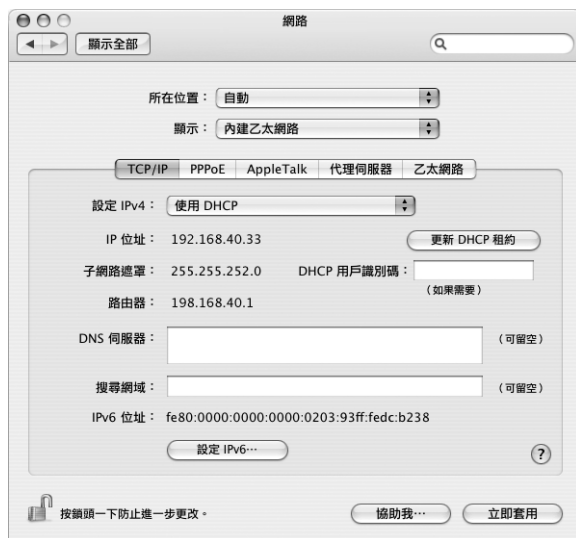 網路
顯示全部
所在位置： 自動
顯示： 內建乙太網路
TCP/IP PPPoE AppleTalk 代理伺服器 乙太網路
設定 IPv4： 使用 DHCP
IP 位址： 192.168.40.33 更新 DHCP 租約
子網路遮罩： 255.255.252.0 DHCP 用戶識別碼：
（如果需要）
路由器： 198.168.40.1
DNS 伺服器： （可留空）
搜尋網域： （可留空）
IPv6 位址： fe80:0000:0000:0000:0203:93ff:fedc:b238
設定 IPv6⋯ ?
按鎖頭一下防止進一步更改。 協助我⋯ 立即套用